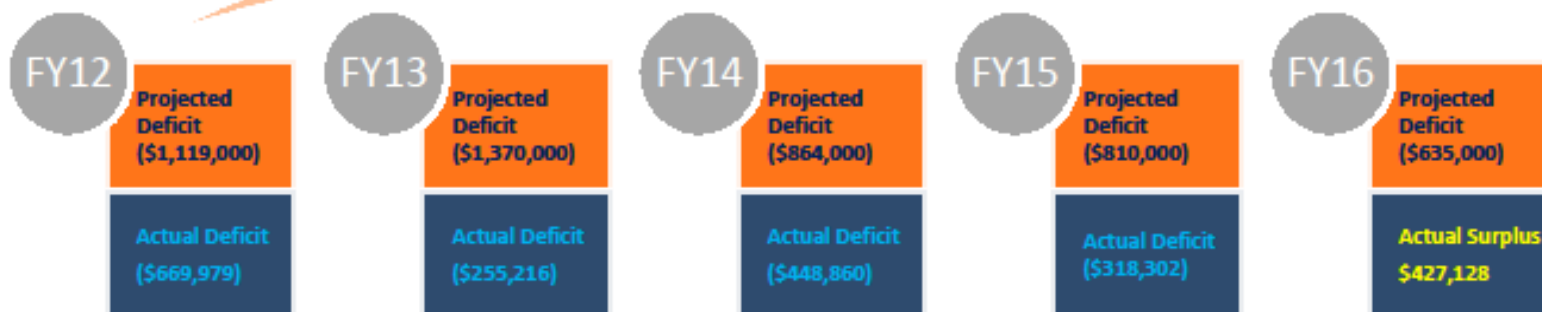 FY12
Projected
Deficit
($1,119,000)
Actual Deficit
($669,979)
FY13
Projected
Deficit
($1,370,000)
Actual Deficit
($255,216)
FY14
Projected
Deficit
($864,000)
Actual Deficit
($448,860)
FY15
Projected
Deficit
($810,000)
Actual Deficit
($318,302)
FY16
Projected
Deficit
($635,000)
Actual Surplus
$427,128